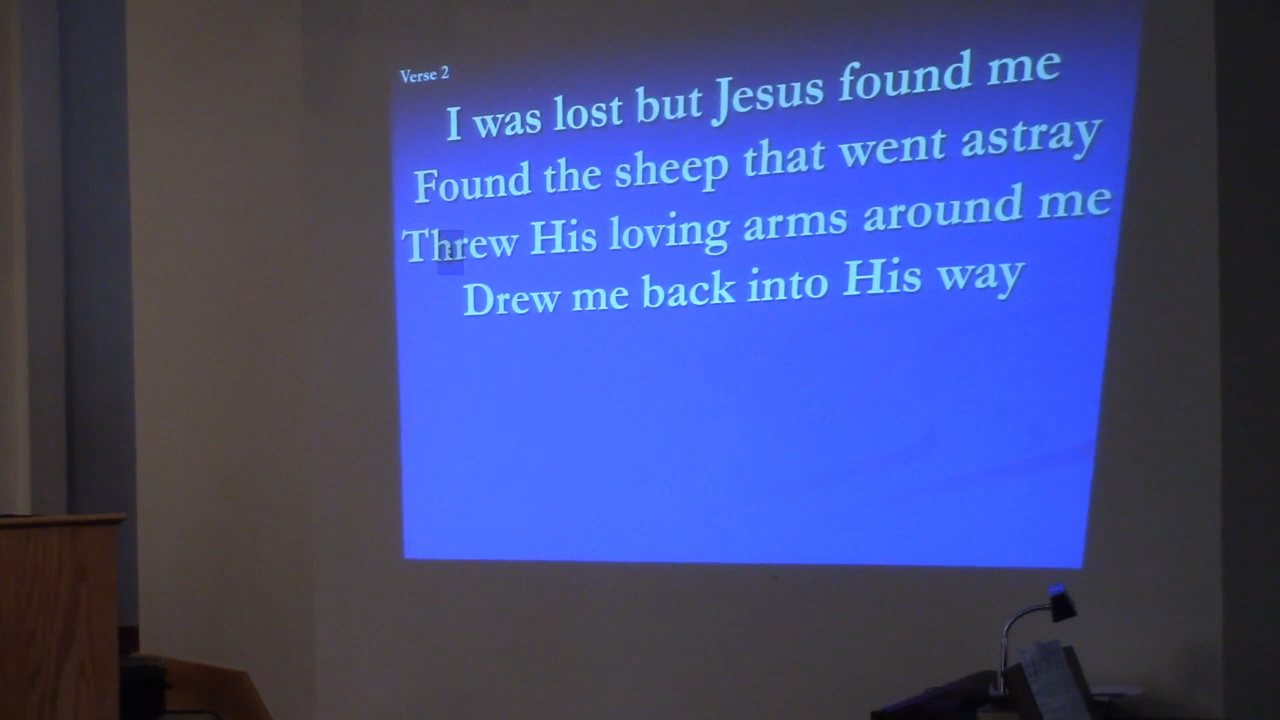 Verse 2
I was lost but Jesus found me
Found the sheep that went astray
Threw His loving arms around me
Drew me back into His way